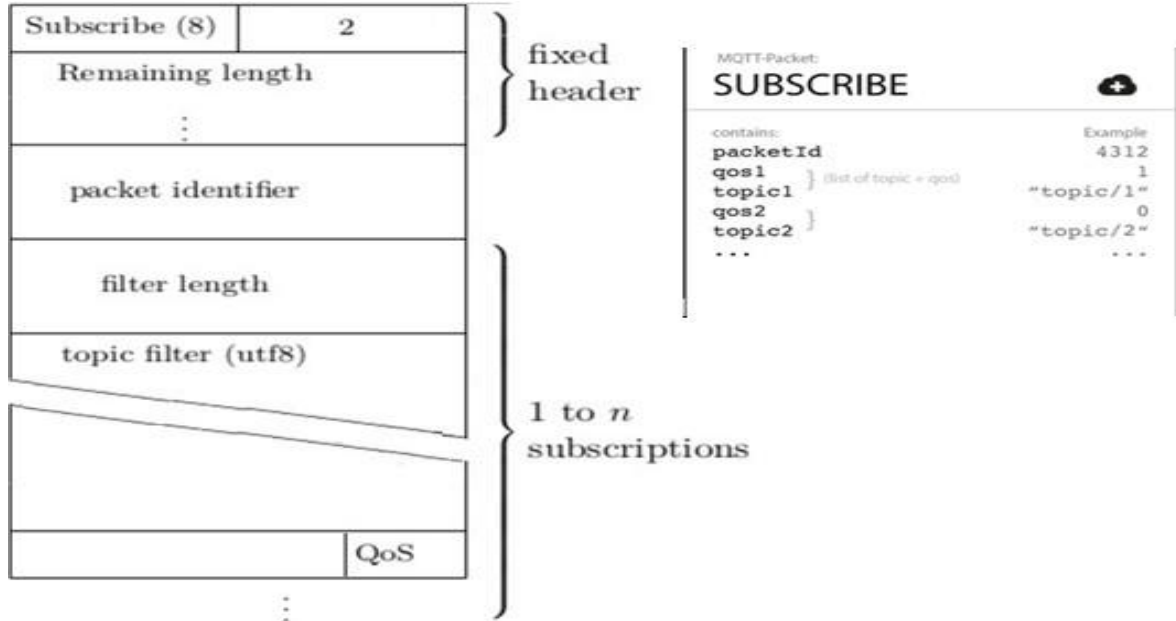 Subscribe (8) 2
Remaining length
⋮
fixed
header
packet identifier
filter length
topic filter (utf8)
1 to n
subscriptions
QoS
⋮
MQTT-Packet:
SUBSCRIBE
contains: Example
packetId 4312
qos1 1
topic1 } (list of topic + qos) "topic/1"
qos2 0
topic2 } "topic/2"
... ...